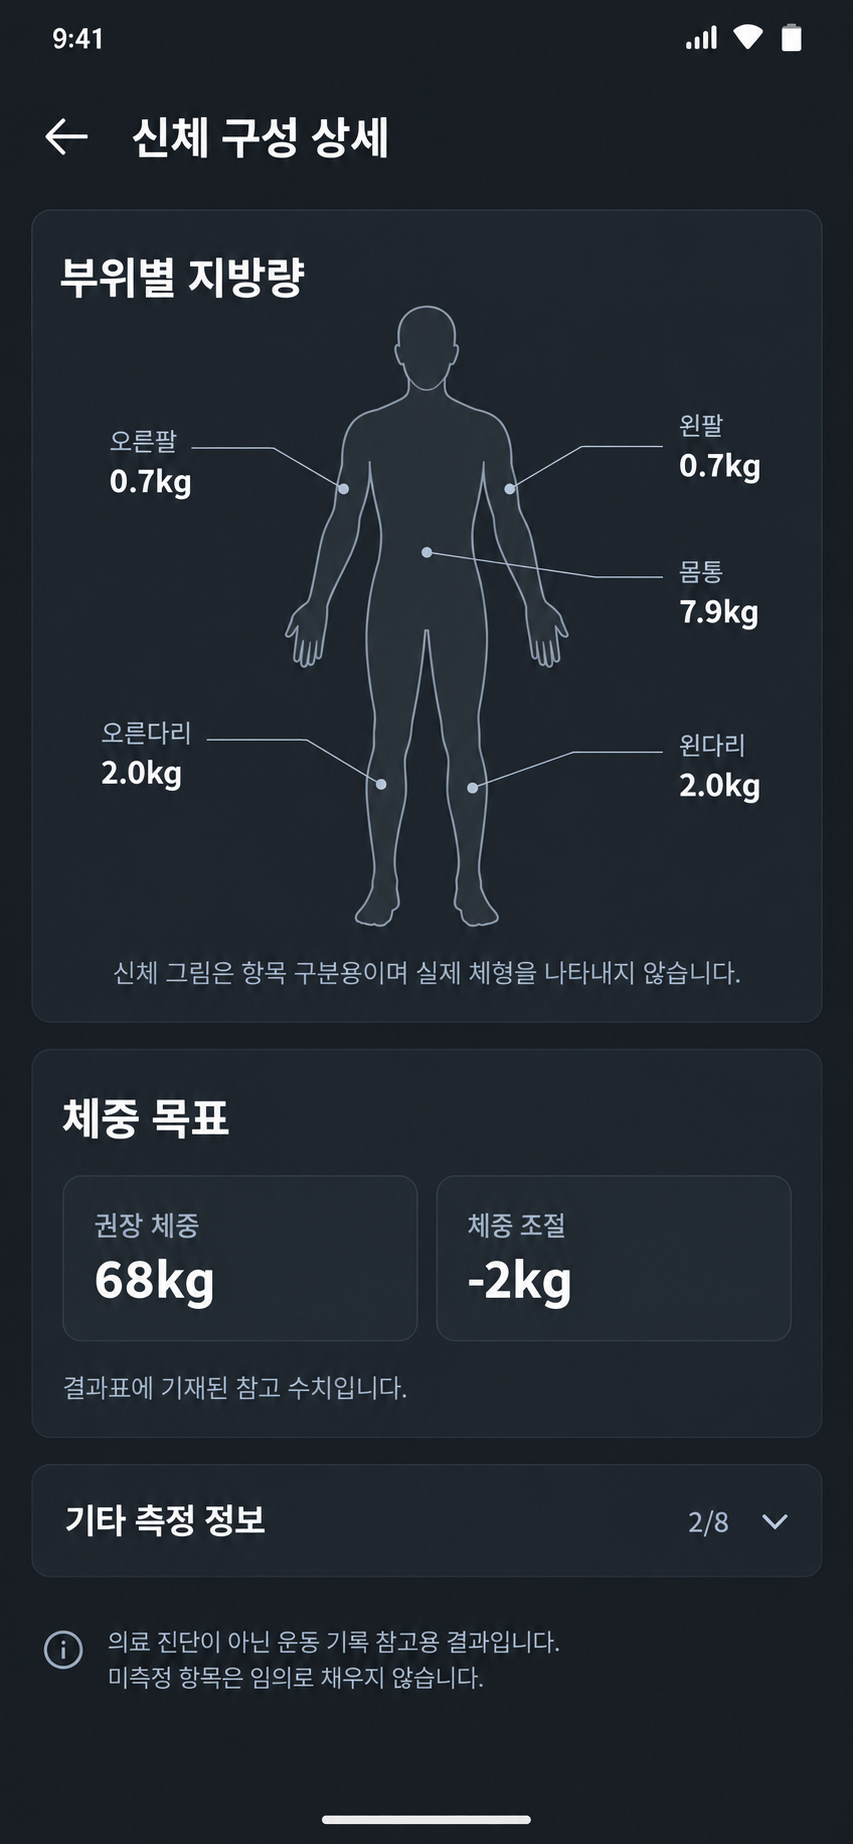 9:41
신체 구성 상세
부위별 지방량
오른팔
0.7kg
왼팔
0.7kg
몸통
7.9kg
오른다리
2.0kg
왼다리
2.0kg
신체 그림은 항목 구분용이며 실제 체형을 나타내지 않습니다.
체중 목표
권장 체중
68kg
체중 조절
-2kg
결과표에 기재된 참고 수치입니다.
기타 측정 정보 2/8
의료 진단이 아닌 운동 기록 참고용 결과입니다.
미측정 항목은 임의로 채우지 않습니다.